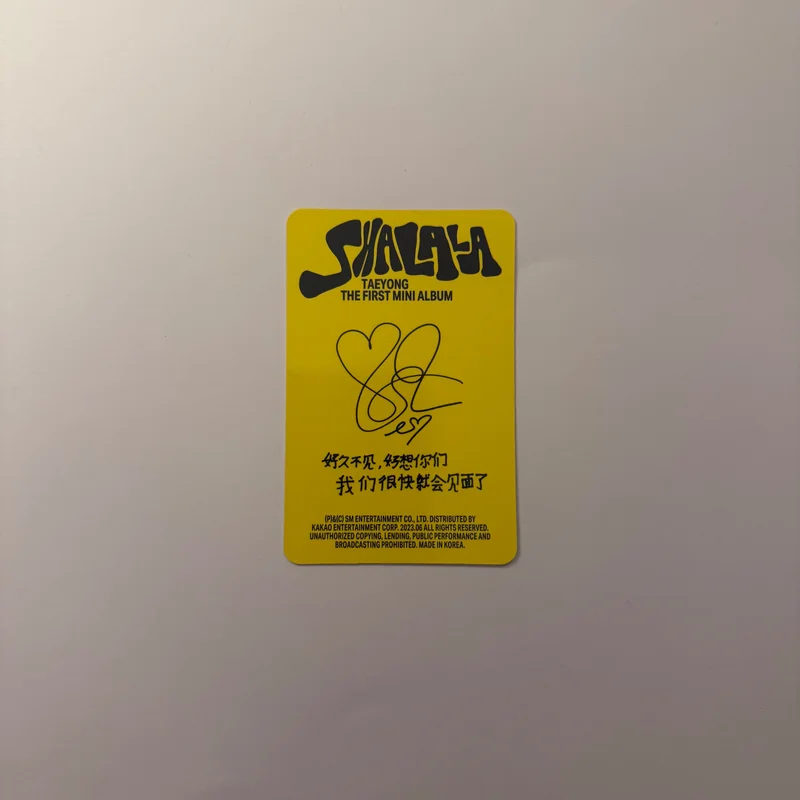 SHALALA
TAEYONG
THE FIRST MINI ALBUM
好久不见,好想你们
我们很快就会见面了
(P)&(C) SM ENTERTAINMENT CO., LTD. DISTRIBUTED BY
KAKAO ENTERTAINMENT CORP. 2023.06 ALL RIGHTS RESERVED.
UNAUTHORIZED COPYING, LENDING, PUBLIC PERFORMANCE AND
BROADCASTING PROHIBITED. MADE IN KOREA.